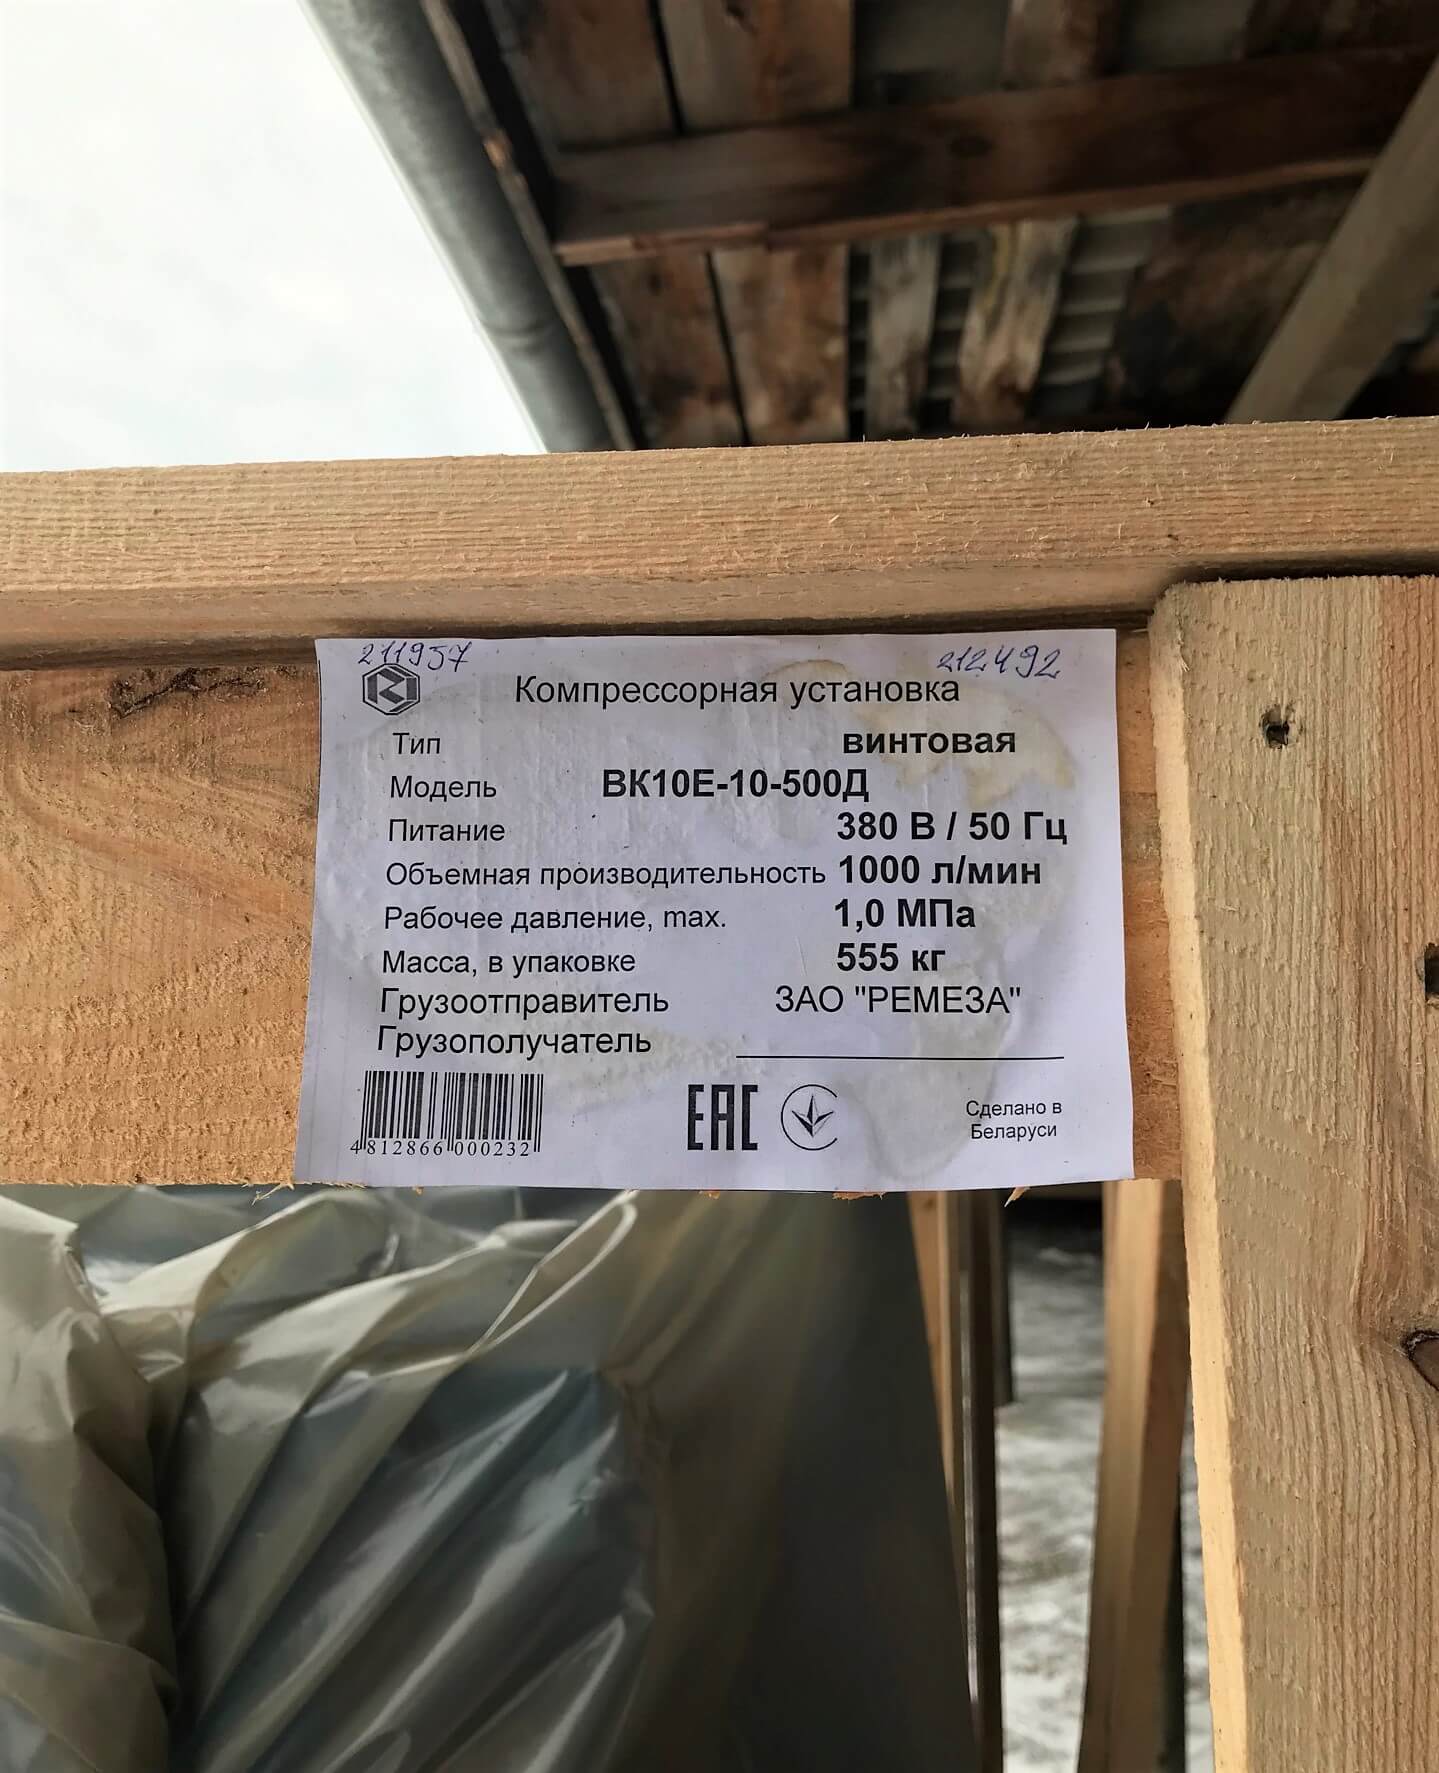 211957 212492
Компрессорная установка
Тип винтовая
Модель ВК10Е-10-500Д
Питание 380 В / 50 Гц
Объемная производительность 1000 л/мин
Рабочее давление, max. 1,0 МПа
Масса, в упаковке 555 кг
Грузоотправитель ЗАО "РЕМЕЗА"
Грузополучатель
4812866000232
ЕАС
Сделано в
Беларуси